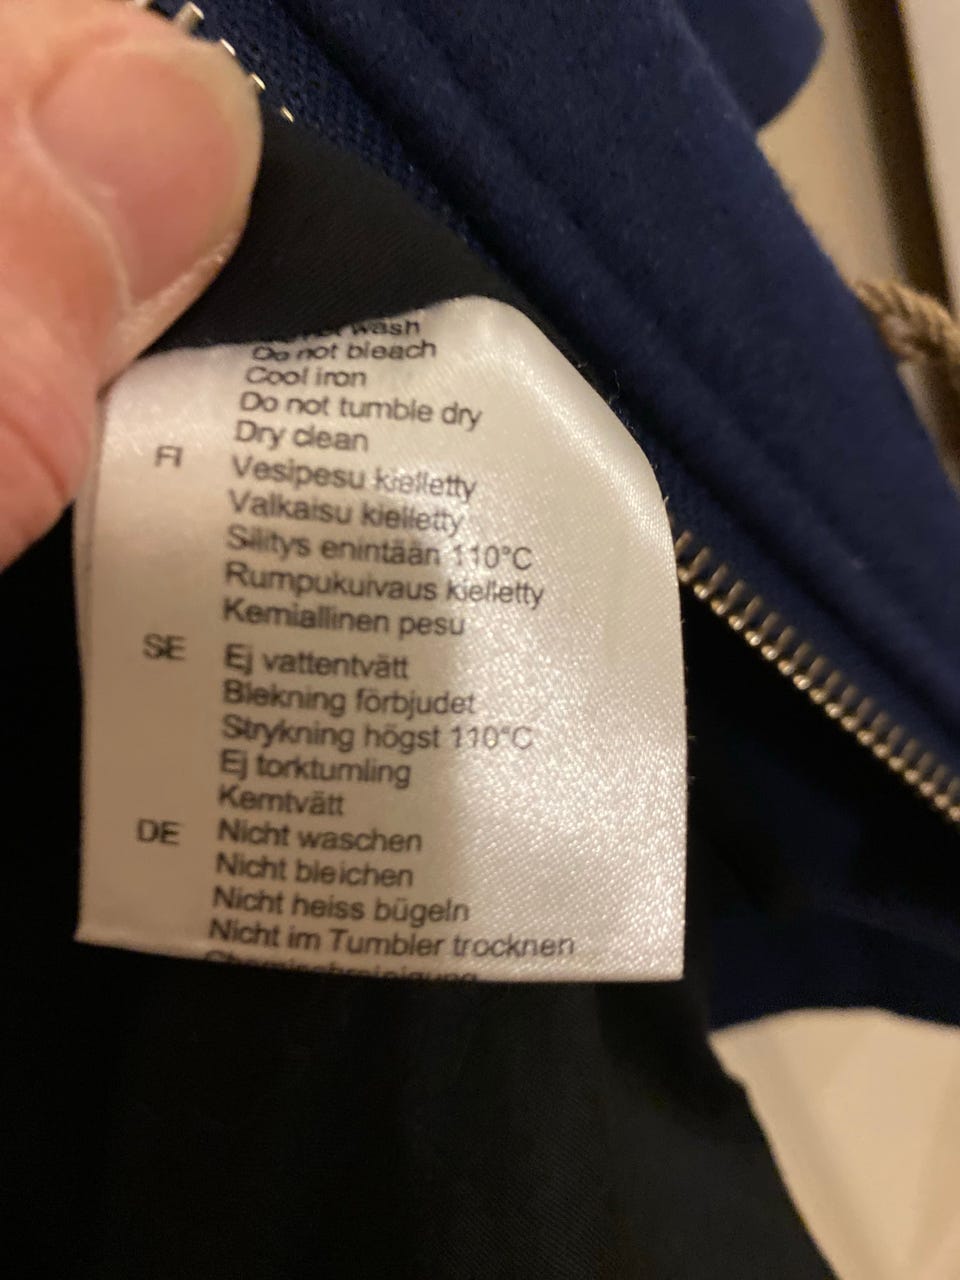 wash
Do not bleach
Cool iron
Do not tumble dry
Dry clean
FI Vesipesu kielletty
Valkaisu kielletty
Silitys enintään 110°C
Rumpukuivaus kielletty
Kemiallinen pesu
SE Ej vattentvätt
Blekning förbjudet
Strykning högst 110°C
Ej torktumling
Kemtvätt
DE Nicht waschen
Nicht bleichen
Nicht heiss bügeln
Nicht im Tumbler trocknen